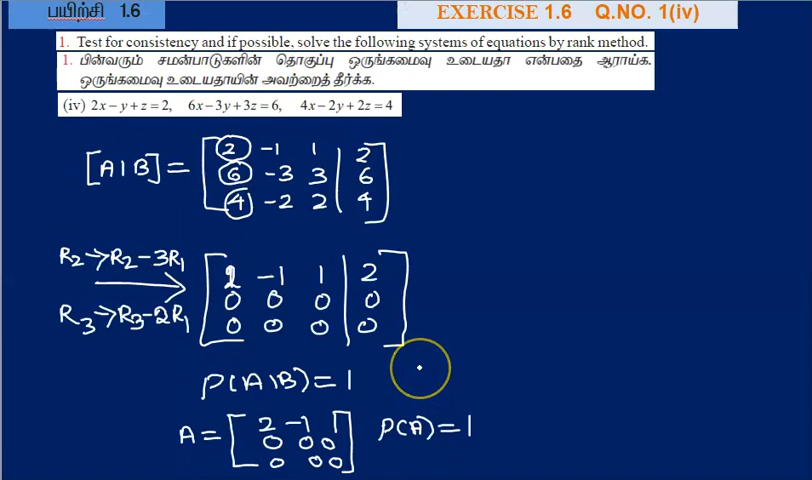 பயிற்சி 1.6
EXERCISE 1.6 Q.NO. 1(iv)
1. Test for consistency and if possible, solve the following systems of equations by rank method.
1. பின்வரும் சமன்பாடுகளின் தொகுப்பு ஒருங்கமைவு உடையதா என்பதை ஆராய்க.
ஒருங்கமைவு உடையதாயின் அவற்றைத் தீர்க்க.
(iv) 2x−y+z=2, 6x−3y+3z=6, 4x−2y+2z=4
[A|B] = [2 -1 1 | 2
6 -3 3 | 6
4 -2 2 | 4]
R₂→R₂-3R₁
R₃→R₃-2R₁
[2 -1 1 | 2
0 0 0 | 0
0 0 0 | 0]
ρ(A|B) = 1
A = [2 -1 1
0 0 0
0 0 0] ρ(A) = 1